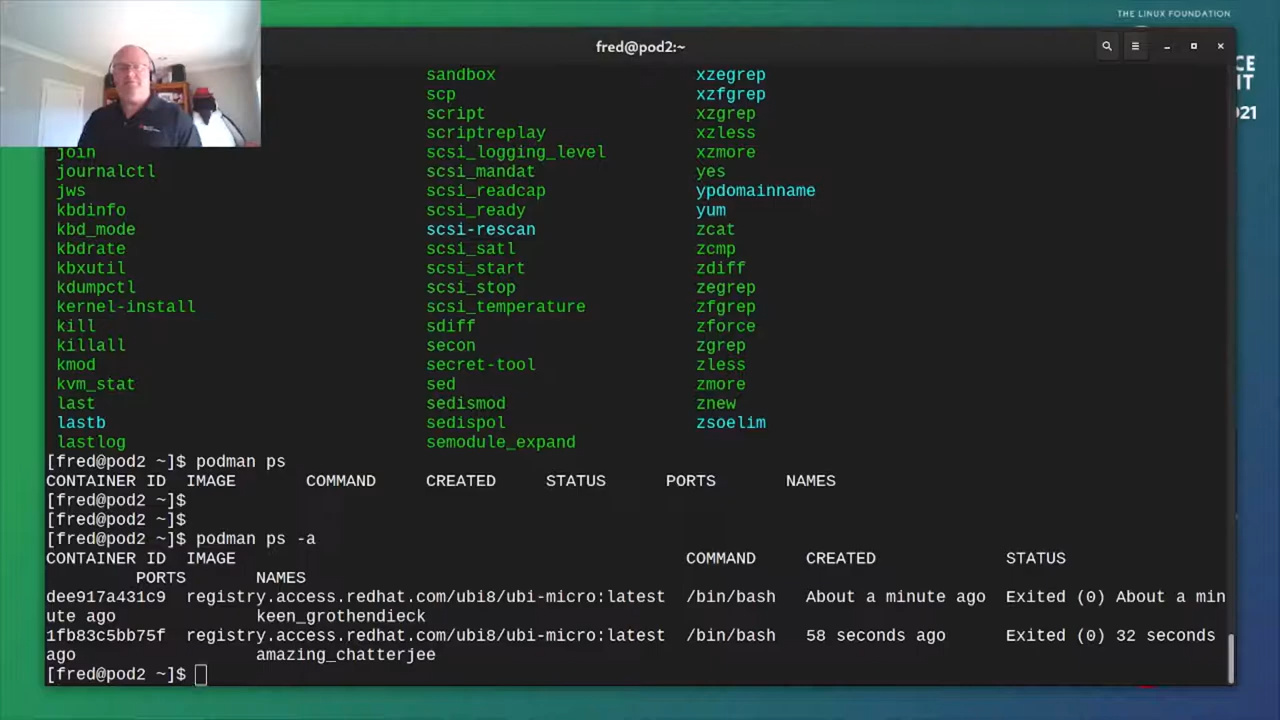 THE LINUX FOUNDATION
fred@pod2:~
CE
IT
021
sandbox xzegrep
scp xzfgrep
script xzgrep
scriptreplay xzless
join scsi_logging_level xzmore
journalctl scsi_mandat yes
jws scsi_readcap ypdomainname
kbdinfo scsi_ready yum
kbd_mode scsi-rescan zcat
kbdrate scsi_satl zcmp
kbxutil scsi_start zdiff
kdumpctl scsi_stop zegrep
kernel-install scsi_temperature zfgrep
kill sdiff zforce
killall secon zgrep
kmod secret-tool zless
kvm_stat sed zmore
last sedismod znew
lastb sedispol zsoelim
lastlog semodule_expand
[fred@pod2 ~]$ podman ps
CONTAINER ID IMAGE COMMAND CREATED STATUS PORTS NAMES
[fred@pod2 ~]$
[fred@pod2 ~]$
[fred@pod2 ~]$ podman ps -a
CONTAINER ID IMAGE COMMAND CREATED STATUS
PORTS NAMES
dee917a431c9 registry.access.redhat.com/ubi8/ubi-micro:latest /bin/bash About a minute ago Exited (0) About a min
ute ago keen_grothendieck
1fb83c5bb75f registry.access.redhat.com/ubi8/ubi-micro:latest /bin/bash 58 seconds ago Exited (0) 32 seconds
ago amazing_chatterjee
[fred@pod2 ~]$